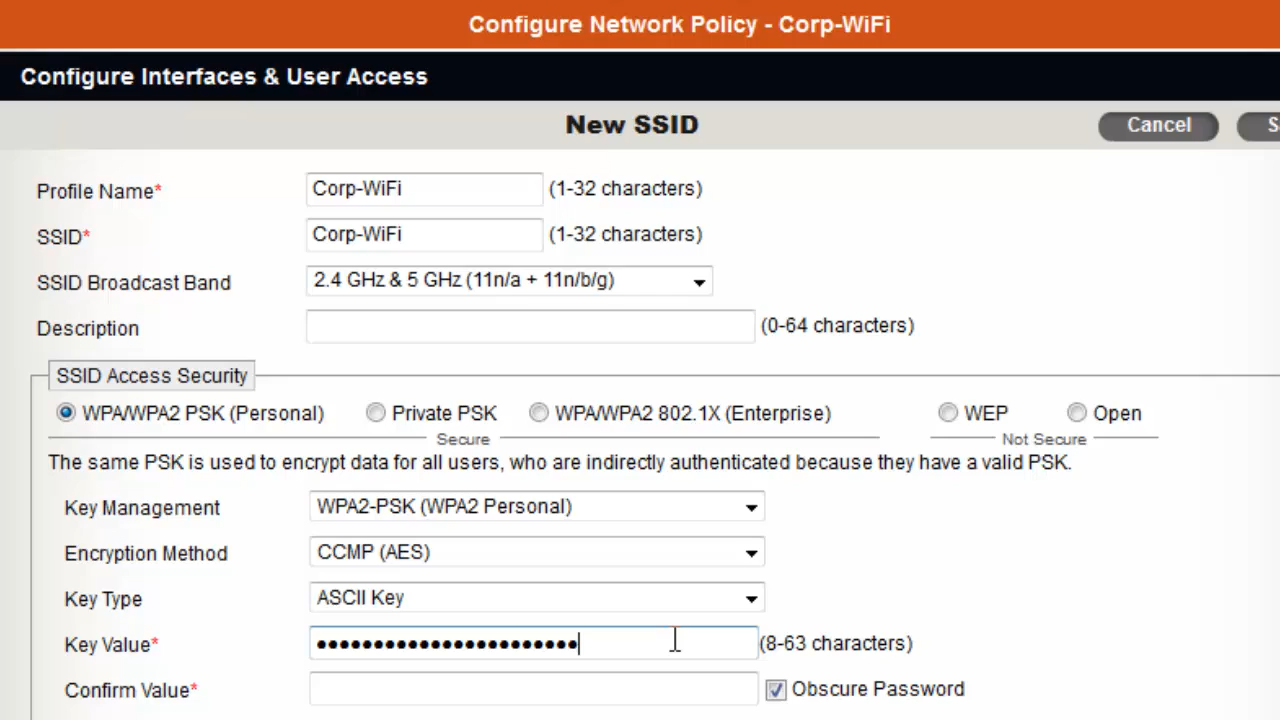 Configure Network Policy - Corp-WiFi
Configure Interfaces & User Access
New SSID
Cancel
Profile Name* Corp-WiFi (1-32 characters)
SSID* Corp-WiFi (1-32 characters)
SSID Broadcast Band 2.4 GHz & 5 GHz (11n/a + 11n/b/g)
Description (0-64 characters)
SSID Access Security
WPA/WPA2 PSK (Personal) Private PSK WPA/WPA2 802.1X (Enterprise) WEP Open
Secure Not Secure
The same PSK is used to encrypt data for all users, who are indirectly authenticated because they have a valid PSK.
Key Management WPA2-PSK (WPA2 Personal)
Encryption Method CCMP (AES)
Key Type ASCII Key
Key Value* ••••••••••••••••••••••• (8-63 characters)
Confirm Value* Obscure Password